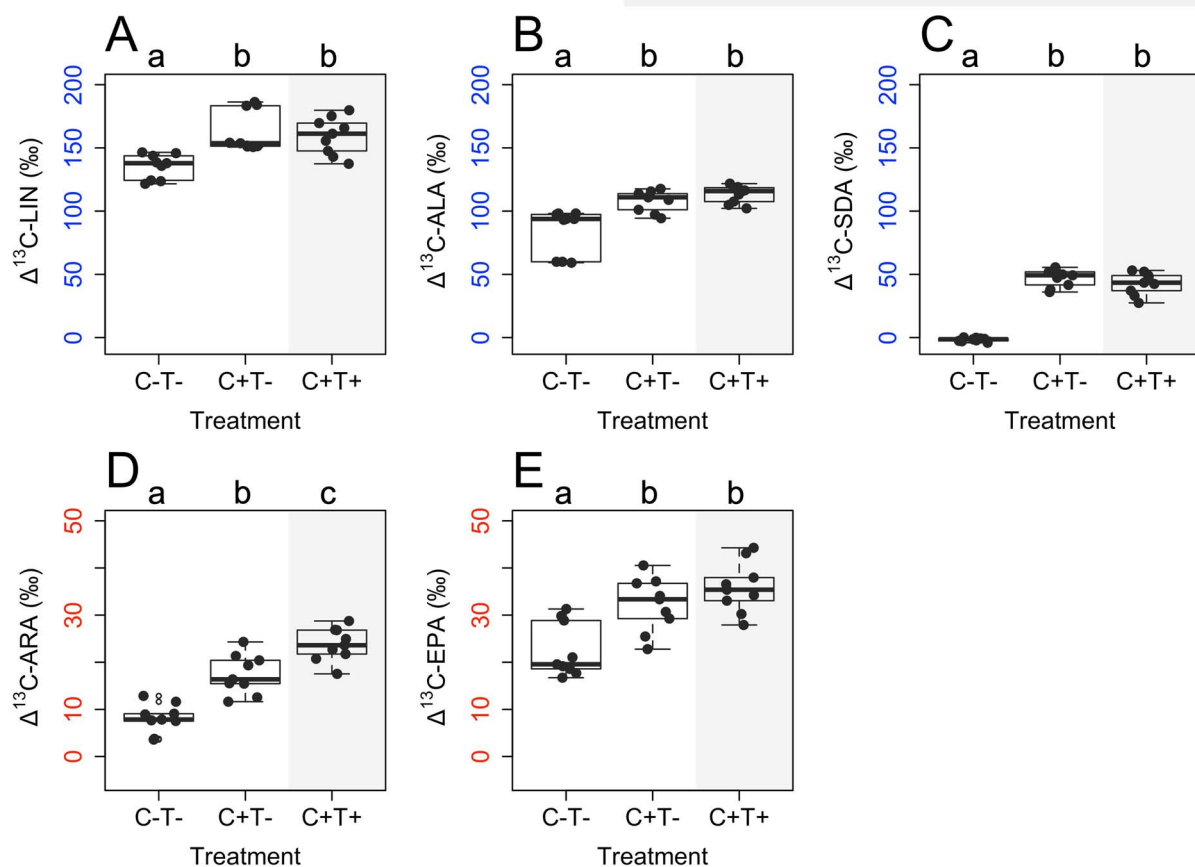 A
a b b
Δ13C-LIN (‰)
200
150
100
50
0
C-T- C+T- C+T+
Treatment
B
a b b
Δ13C-ALA (‰)
200
150
100
50
0
C-T- C+T- C+T+
Treatment
C
a b b
Δ13C-SDA (‰)
200
150
100
50
0
C-T- C+T- C+T+
Treatment
D
a b c
Δ13C-ARA (‰)
50
30
10
0
C-T- C+T- C+T+
Treatment
E
a b b
Δ13C-EPA (‰)
50
30
10
0
C-T- C+T- C+T+
Treatment